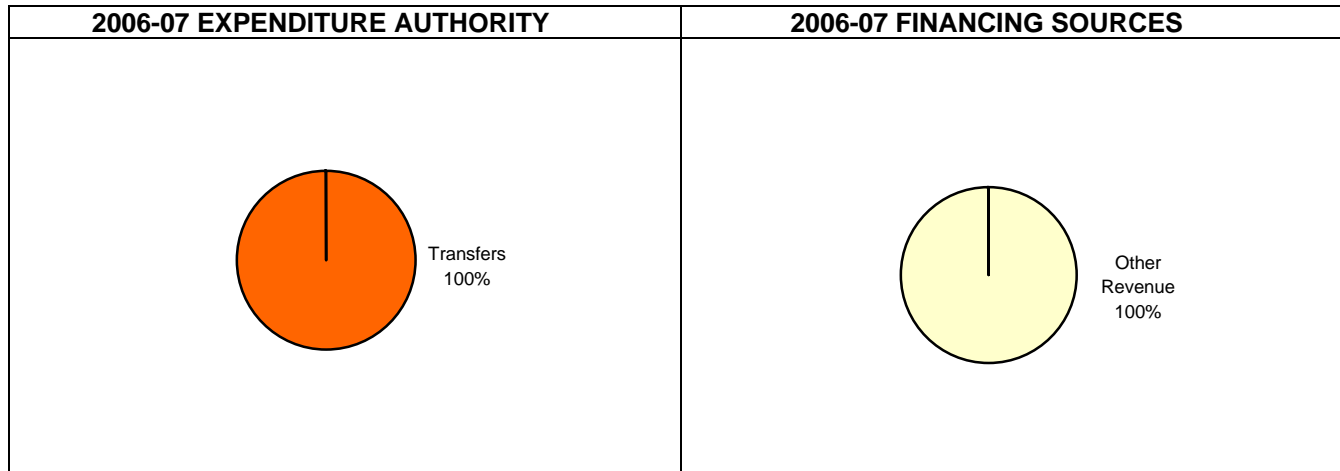 2006-07 EXPENDITURE AUTHORITY
2006-07 FINANCING SOURCES
Transfers
100%
Other
Revenue
100%